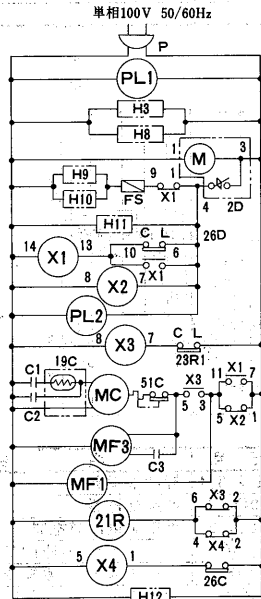 単相100V 50/60Hz
P
PL1
H3
H8
1 M 3
H9 9 1
H10 FS X1 4 2D
H11
C L 26D
14 X1 13 10 6
8 X2 7 X1
PL2
8 X3 7 C L
23R1
C1 19C 51C X3 X1
11 7
MC 5 3
C2 5 X2 1
MF3 C3
MF1
X3
21R 6 2
4 X4 2
5 X4 1
26C
H12